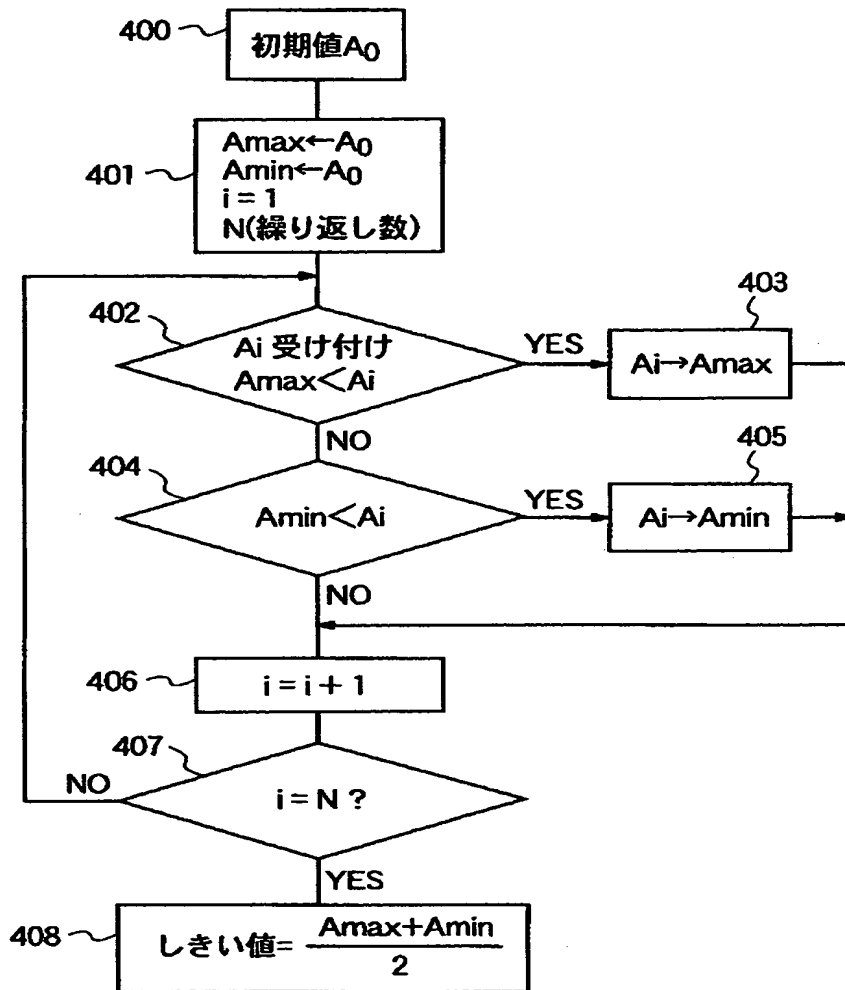 400
初期値A₀
401
Amax←A₀
Amin←A₀
i = 1
N(繰り返し数)
402
Ai 受け付け
Amax<Ai
YES
403
Ai→Amax
NO
404
Amin<Ai
YES
405
Ai→Amin
NO
406
i = i + 1
407
NO
i = N ?
YES
408
しきい値= Amax+Amin
2